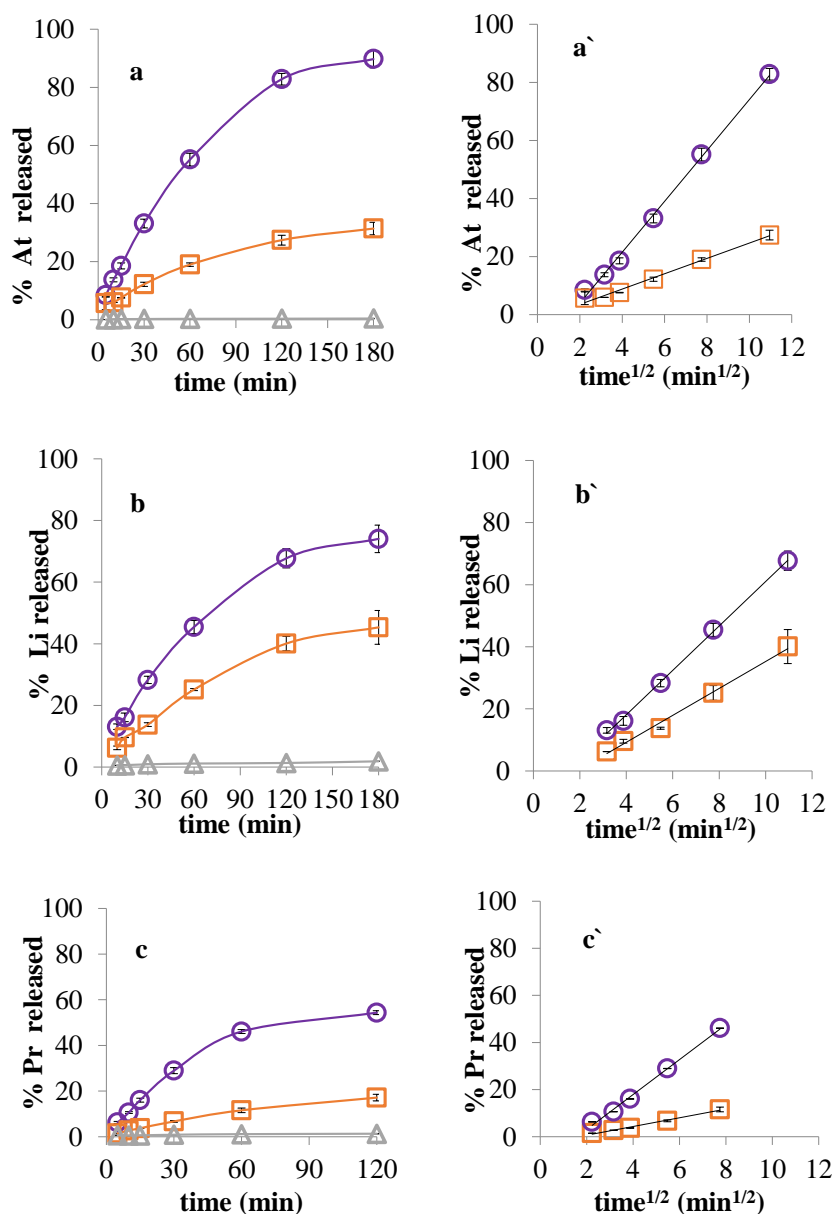 a
% At released
100
80
60
40
20
0
0 30 60 90 120 150 180
time (min)
a`
% At released
100
80
60
40
20
0
0 2 4 6 8 10 12
time1/2 (min1/2)
b
% Li released
100
80
60
40
20
0
0 30 60 90 120 150 180
time (min)
b`
% Li released
100
80
60
40
20
0
0 2 4 6 8 10 12
time1/2 (min1/2)
c
% Pr released
100
80
60
40
20
0
0 30 60 90 120
time (min)
c`
% Pr released
100
80
60
40
20
0
0 2 4 6 8 10
time1/2 (min1/2)